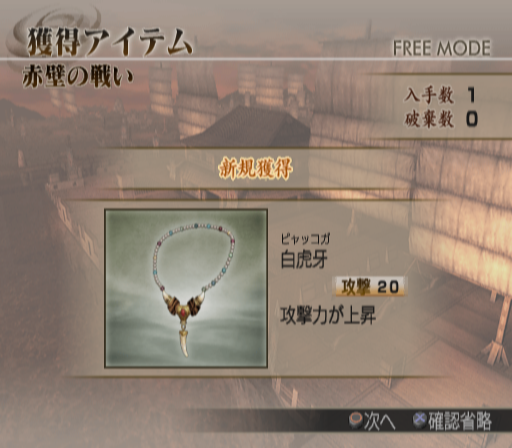 獲得アイテム
FREE MODE
赤壁の戦い
入手数 1
破棄数 0
新規獲得
ビャッコガ
白虎牙
攻撃 20
攻撃力が上昇
次へ 確認省略